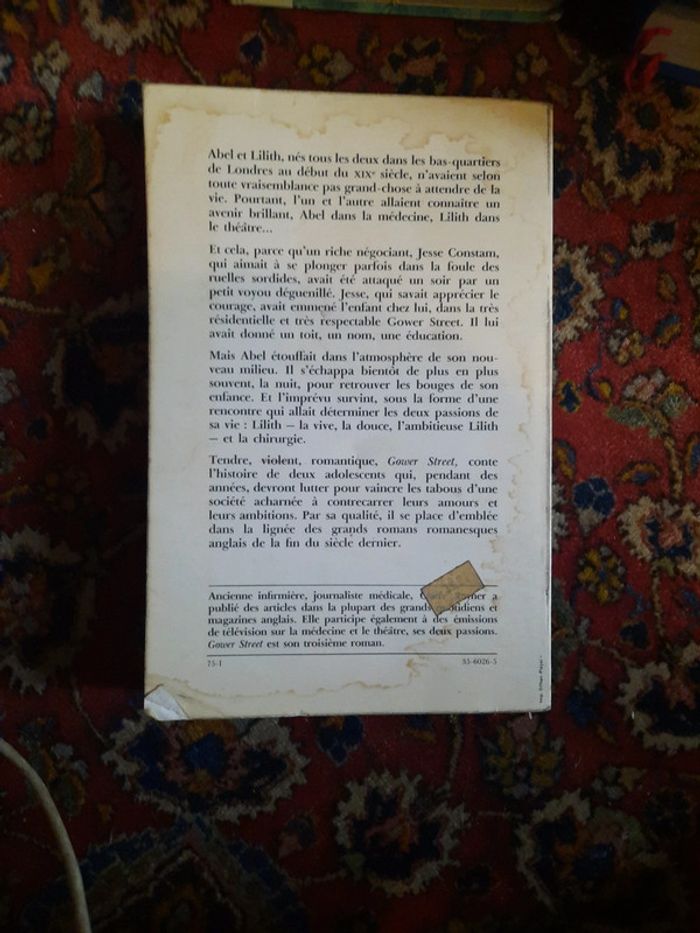 Abel et Lilith, nés tous les deux dans les bas-quartiers
de Londres au début du XIXe siècle, n'avaient selon
toute vraisemblance pas grand-chose à attendre de la
vie. Pourtant, l'un et l'autre allaient connaître un
avenir brillant, Abel dans la médecine, Lilith dans
le théâtre...
Et cela, parce qu'un riche négociant, Jesse Constam,
qui aimait à se plonger parfois dans la foule des
ruelles sordides, avait été attaqué un soir par un
petit voyou déguenillé. Jesse, qui savait apprécier le
courage, avait emmené l'enfant chez lui, dans la très
résidentielle et très respectable Gower Street. Il lui
avait donné un toit, un nom, une éducation.
Mais Abel étouffait dans l'atmosphère de son nou-
veau milieu. Il s'échappa bientôt de plus en plus
souvent, la nuit, pour retrouver les bouges de son
enfance. Et l'imprévu survint, sous la forme d'une
rencontre qui allait déterminer les deux passions de
sa vie : Lilith — la vive, la douce, l'ambitieuse Lilith
— et la chirurgie.
Tendre, violent, romantique, Gower Street, conte
l'histoire de deux adolescents qui, pendant des
années, devront lutter pour vaincre les tabous d'une
société acharnée à contrecarrer leurs amours et
leurs ambitions. Par sa qualité, il se place d'emblée
dans la lignée des grands romans romanesques
anglais de la fin du siècle dernier.
Ancienne infirmière, journaliste médicale, a
publié des articles dans la plupart des grands quotidiens et
magazines anglais. Elle participe également à des émissions
de télévision sur la médecine et le théâtre, ses deux passions.
Gower Street est son troisième roman.
75-1 35-6026-5